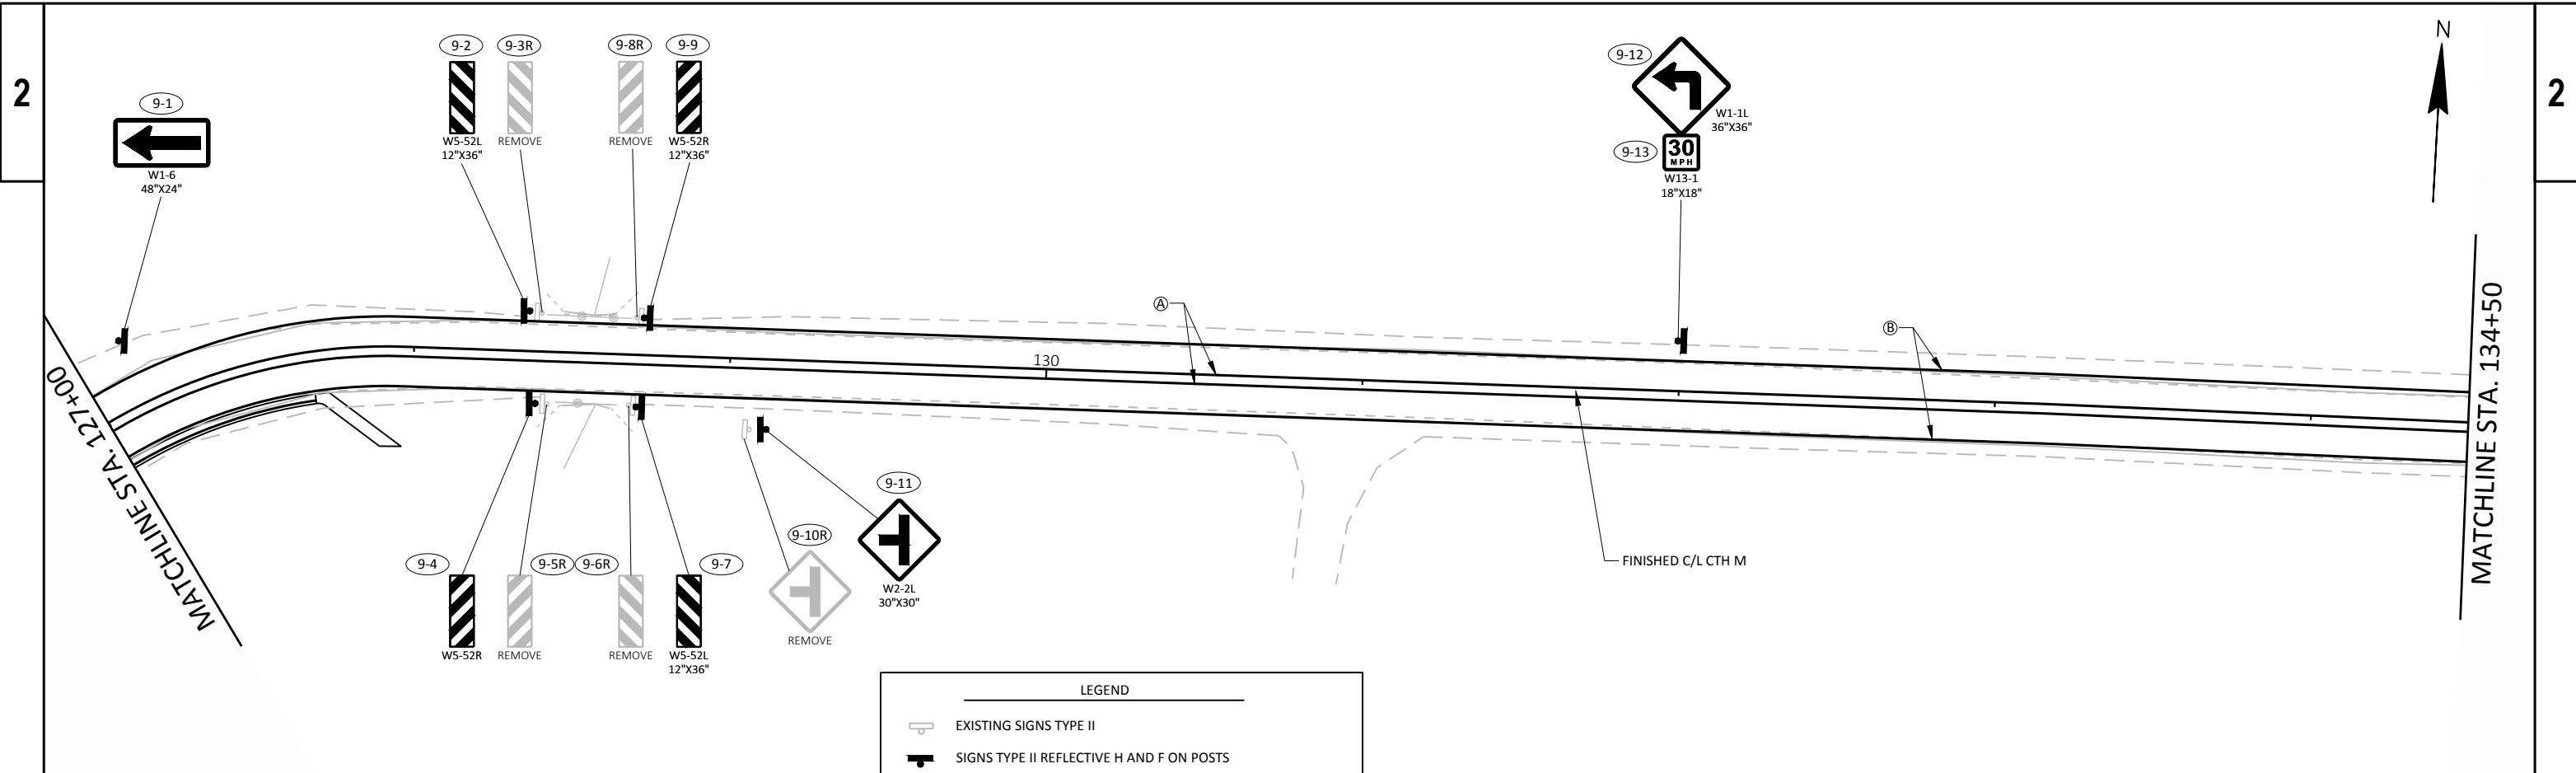 2
2
N
9-1
W1-6
48"X24"
9-2
W5-52L
12"X36"
9-3R
REMOVE
9-8R
REMOVE
9-9
W5-52R
12"X36"
9-12
W1-1L
36"X36"
9-13
30
MPH
W13-1
18"X18"
A
B
130
MATCHLINE STA. 127+00
MATCHLINE STA. 134+50
9-4
W5-52R
9-5R
REMOVE
9-6R
REMOVE
9-7
W5-52L
12"X36"
9-10R
REMOVE
9-11
W2-2L
30"X30"
FINISHED C/L CTH M
LEGEND
EXISTING SIGNS TYPE II
SIGNS TYPE II REFLECTIVE H AND F ON POSTS